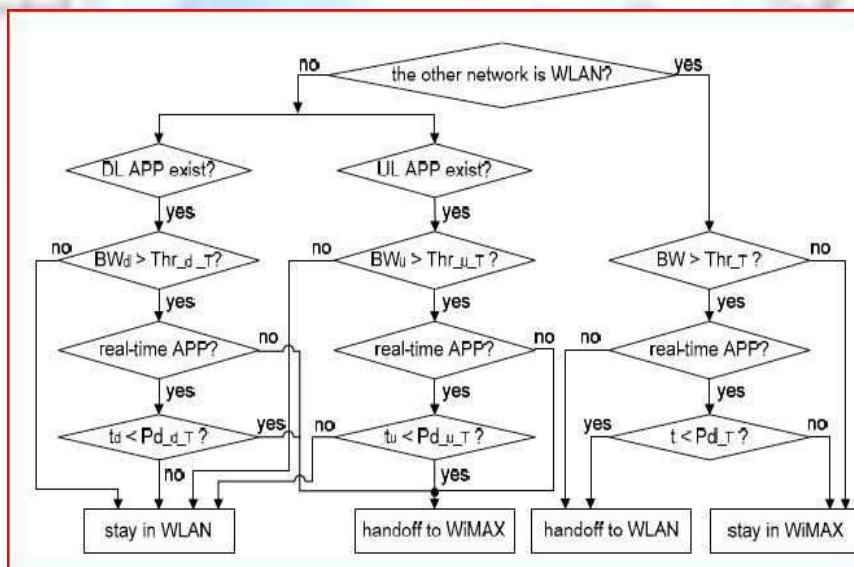 the other network is WLAN?
no
yes
DL APP exist?
UL APP exist?
yes
yes
no
BWd > Thr_d_T?
no
BWu > Thr_μ_T?
BW > Thr_T ?
no
yes
yes
yes
real-time APP?
no
real-time APP?
no
no
real-time APP?
yes
yes
yes
td < Pd_d_T ?
yes
no
tu < Pd_μ_T ?
yes
t < Pd_T ?
no
no
yes
stay in WLAN
handoff to WiMAX
handoff to WLAN
stay in WiMAX